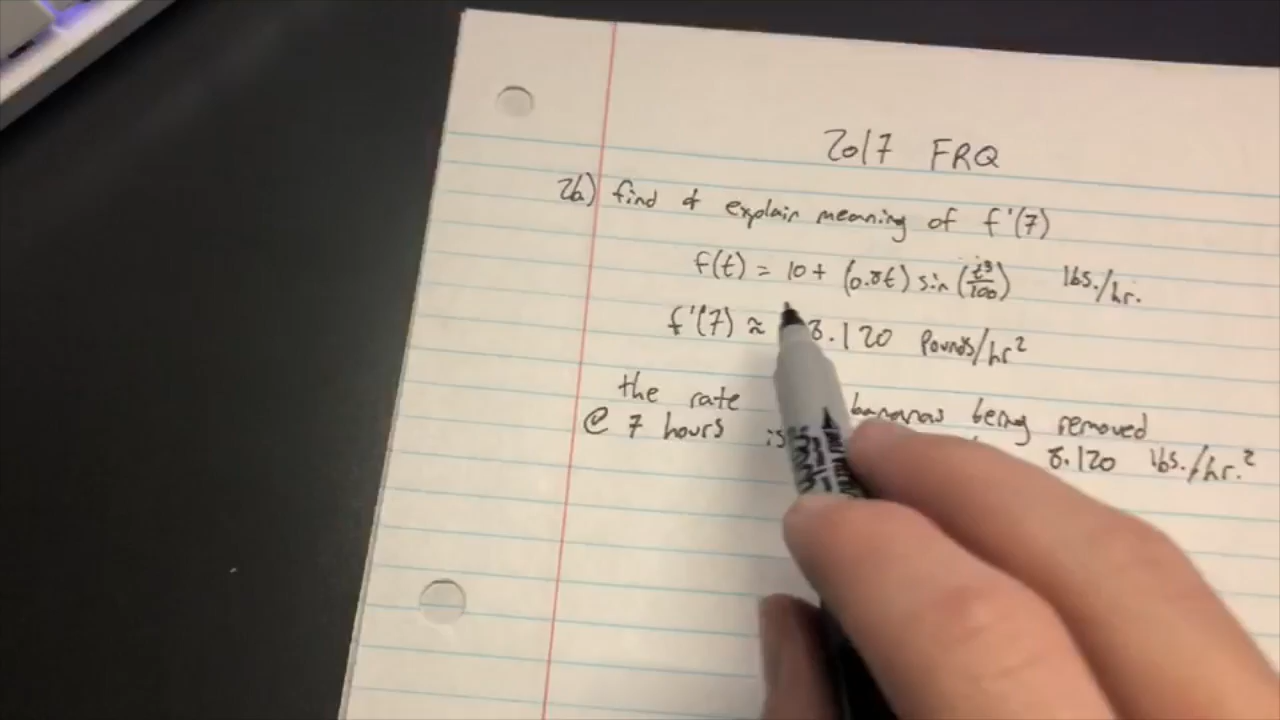 2017 FRQ
2b) find & explain meaning of f'(7)
f(t) = 10 + (0.8t) sin (t³/100) lbs./hr.
f'(7) ≈ 8.120 Pounds/hr²
the rate bananas being removed
@ 7 hours is 8.120 lbs./hr.²